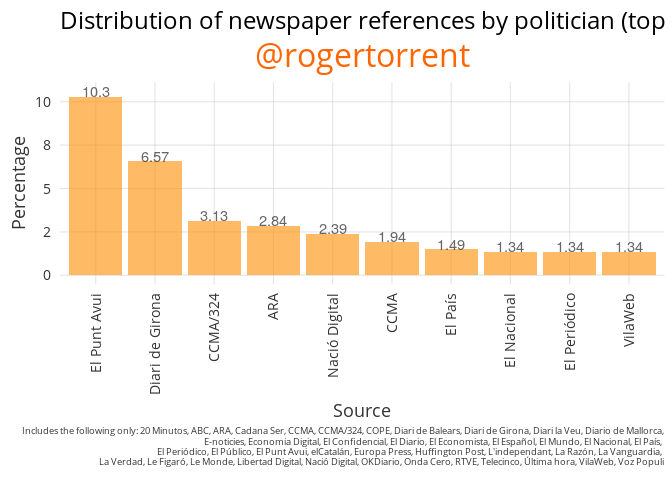 Distribution of newspaper references by politician (top
@rogertorrent
Percentage
10
8
5
2
0
10.3
6.57
3.13
2.84
2.39
1.94
1.49
1.34
1.34
1.34
El Punt Avui
Diari de Girona
CCMA/324
ARA
Nació Digital
CCMA
El País
El Nacional
El Periódico
VilaWeb
Source
Includes the following only: 20 Minutos, ABC, ARA, Cadana Ser, CCMA, CCMA/324, COPE, Diari de Balears, Diari de Girona, Diari la Veu, Diario de Mallorca,
E-noticies, Economia Digital, El Confidencial, El Diario, El Economista, El Español, El Mundo, El Nacional, El País,
El Periódico, El Público, El Punt Avui, elCatalán, Europa Press, Huffington Post, L'independant, La Razón, La Vanguardia,
La Verdad, Le Figaró, Le Monde, Libertad Digital, Nació Digital, OKDiario, Onda Cero, RTVE, Telecinco, Última hora, VilaWeb, Voz Populi